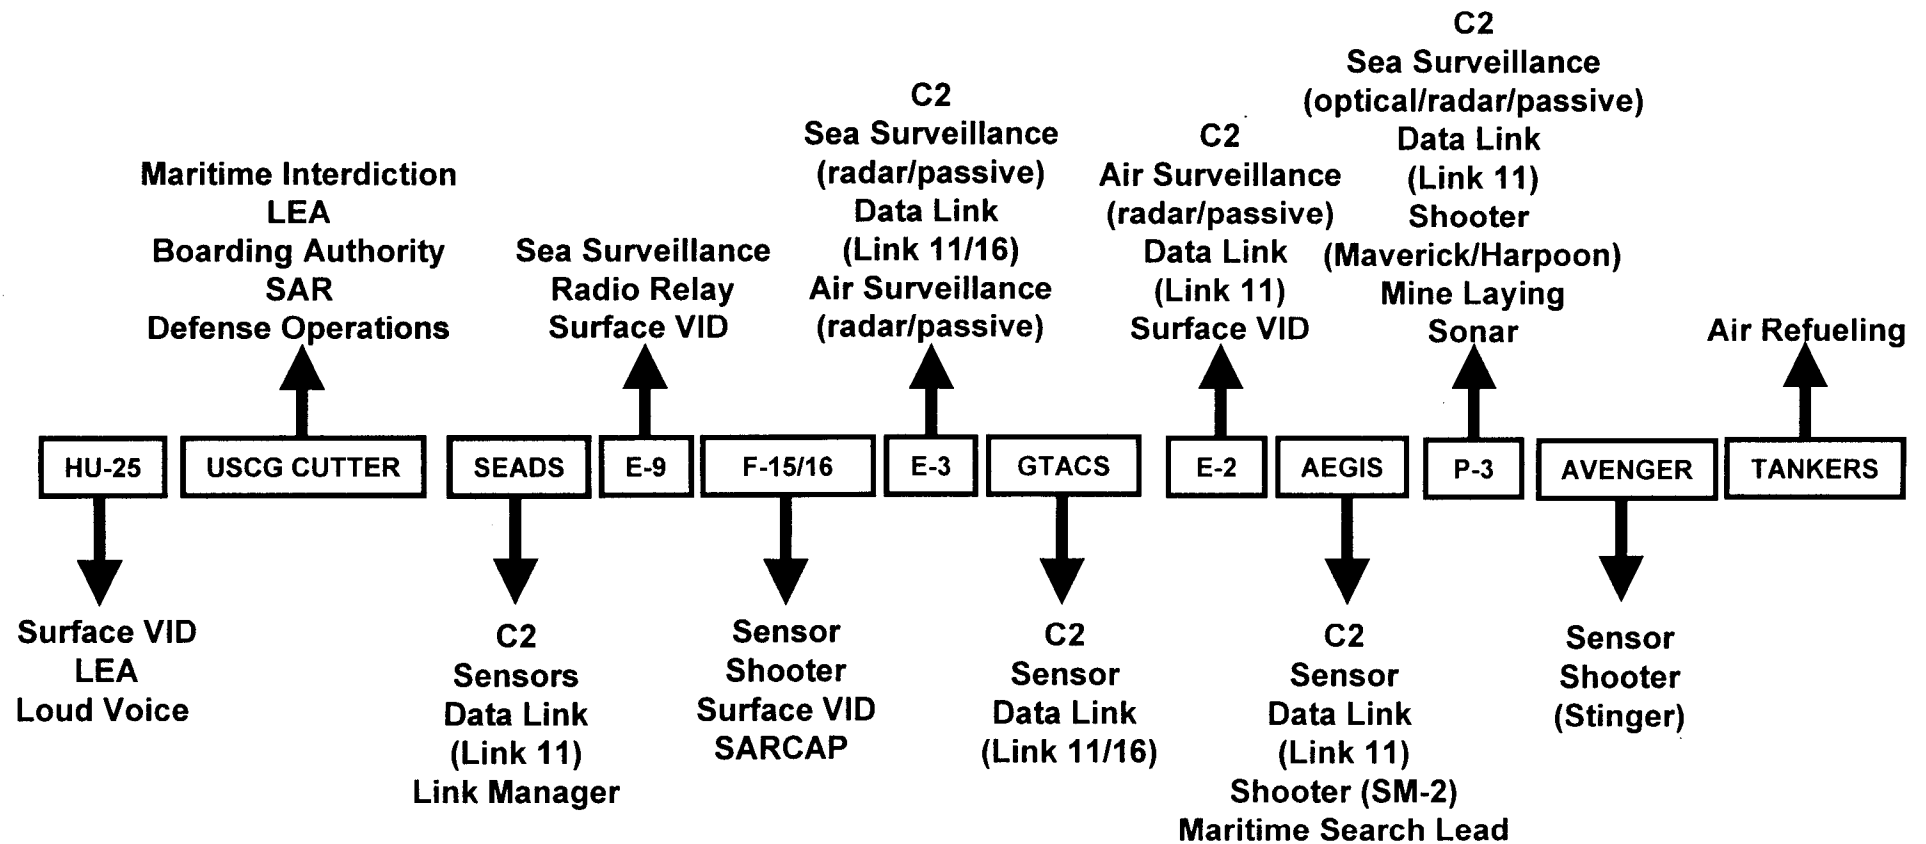 Maritime Interdiction
LEA
Boarding Authority
SAR
Defense Operations
Sea Surveillance
Radio Relay
Surface VID
C2
Sea Surveillance
(radar/passive)
Data Link
(Link 11/16)
Air Surveillance
(radar/passive)
C2
Air Surveillance
(radar/passive)
Data Link
(Link 11)
Surface VID
C2
Sea Surveillance
(optical/radar/passive)
Data Link
(Link 11)
Shooter
(Maverick/Harpoon)
Mine Laying
Sonar
Air Refueling
HU-25
USCG CUTTER
SEADS
E-9
F-15/16
E-3
GTACS
E-2
AEGIS
P-3
AVENGER
TANKERS
Surface VID
LEA
Loud Voice
C2
Sensors
Data Link
(Link 11)
Link Manager
Sensor
Shooter
Surface VID
SARCAP
C2
Sensor
Data Link
(Link 11/16)
C2
Sensor
Data Link
(Link 11)
Shooter (SM-2)
Maritime Search Lead
Sensor
Shooter
(Stinger)